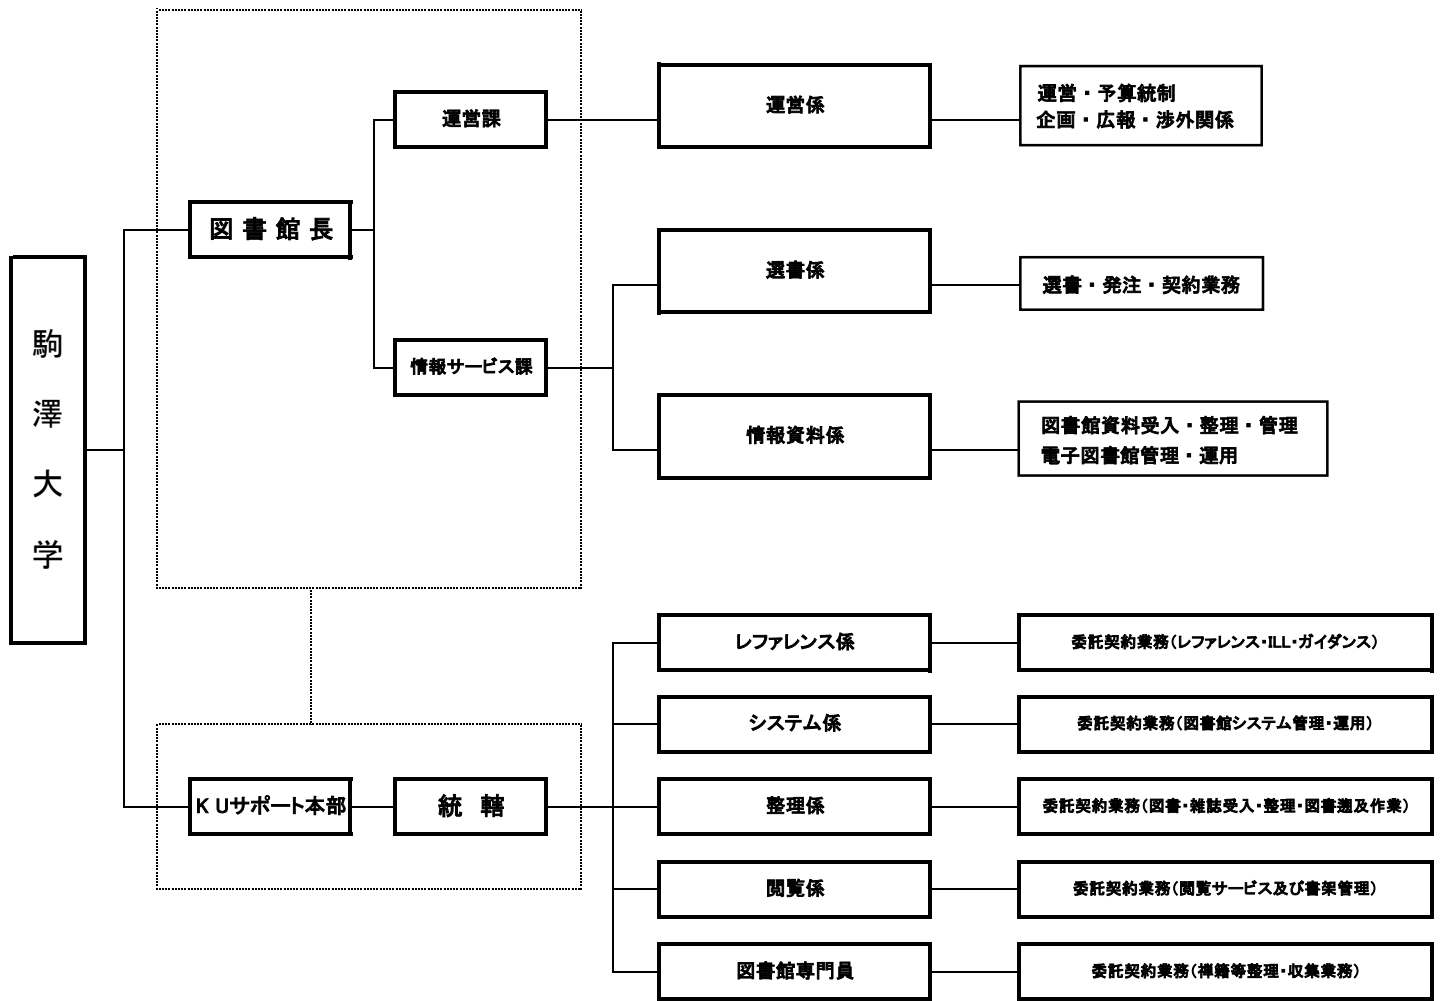 駒澤大学
図書館長
運営課
運営係
運営・予算統制
企画・広報・渉外関係
情報サービス課
選書係
選書・発注・契約業務
情報資料係
図書館資料受入・整理・管理
電子図書館管理・運用
KUサポート本部
統轄
レファレンス係
委託契約業務(レファレンス・ILL・ガイダンス)
システム係
委託契約業務(図書館システム管理・運用)
整理係
委託契約業務(図書・雑誌受入・整理・図書遡及作業)
閲覧係
委託契約業務(閲覧サービス及び書架管理)
図書館専門員
委託契約業務(禅籍等整理・収集業務)